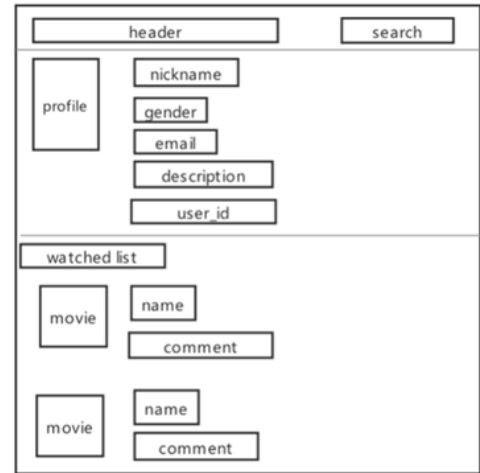 header search
nickname
profile
gender
email
description
user_id
watched list
name
movie
comment
name
movie
comment